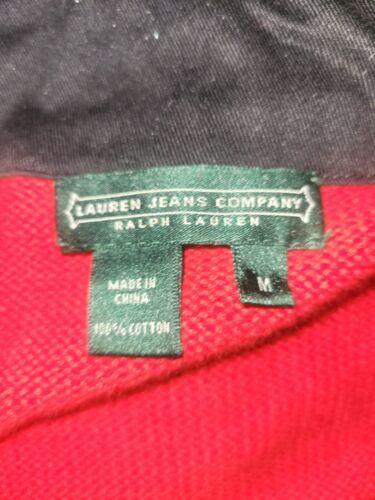 LAUREN JEANS COMPANY
RALPH LAUREN
MADE IN
CHINA
100% COTTON
M